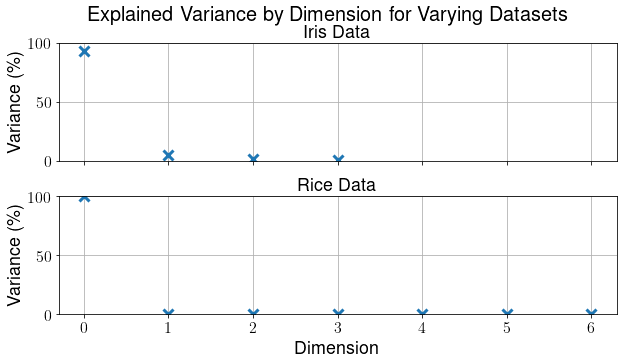 Explained Variance by Dimension for Varying Datasets
Iris Data
100
50
0
Variance (%)
Rice Data
100
50
0
Variance (%)
0 1 2 3 4 5 6
Dimension